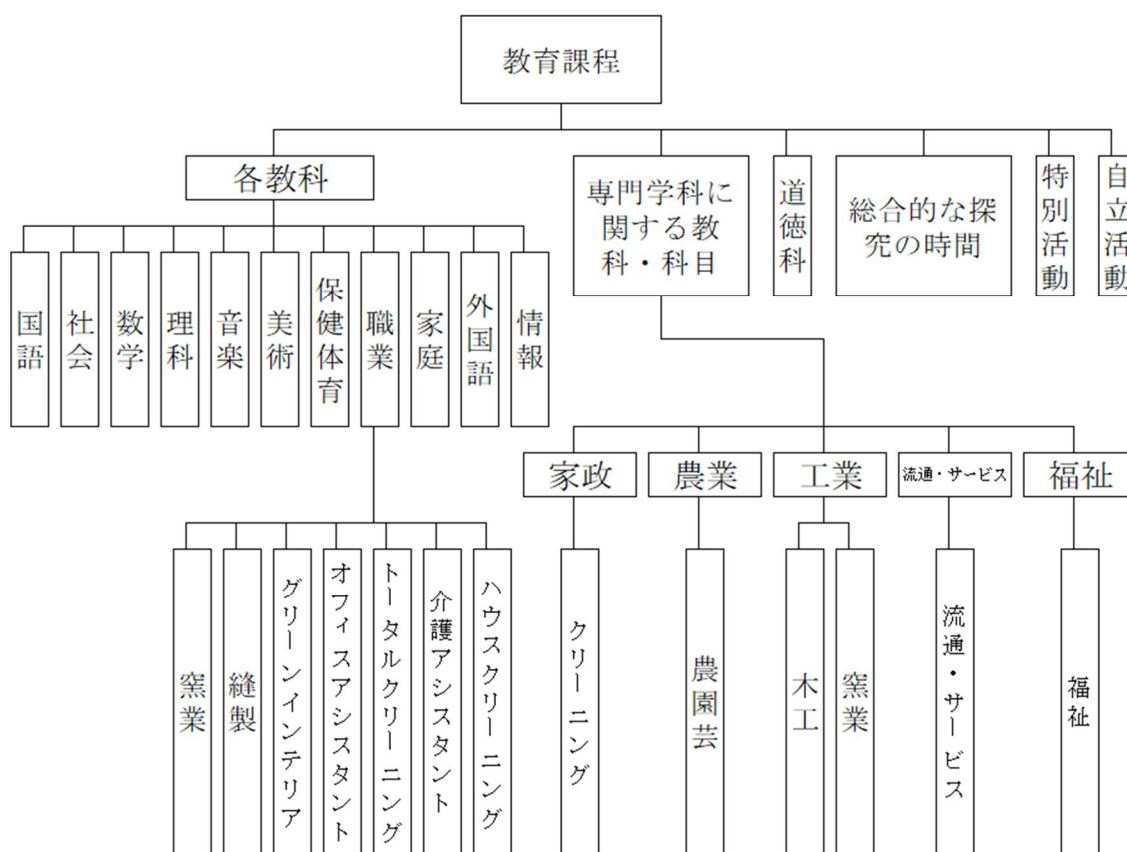 教育課程
各教科
専門学科に
関する教
科・科目
道徳科
総合的な探
究の時間
特別活動
自立活動
国語
社会
数学
理科
音楽
美術
保健体育
職業
家庭
外国語
情報
家政
農業
工業
流通・サービス
福祉
窯業
縫製
グリーンインテリア
オフィスアシスタント
トータルクリーニング
介護アシスタント
ハウスクリーニング
クリーニング
農園芸
木工
窯業
流通・サービス
福祉